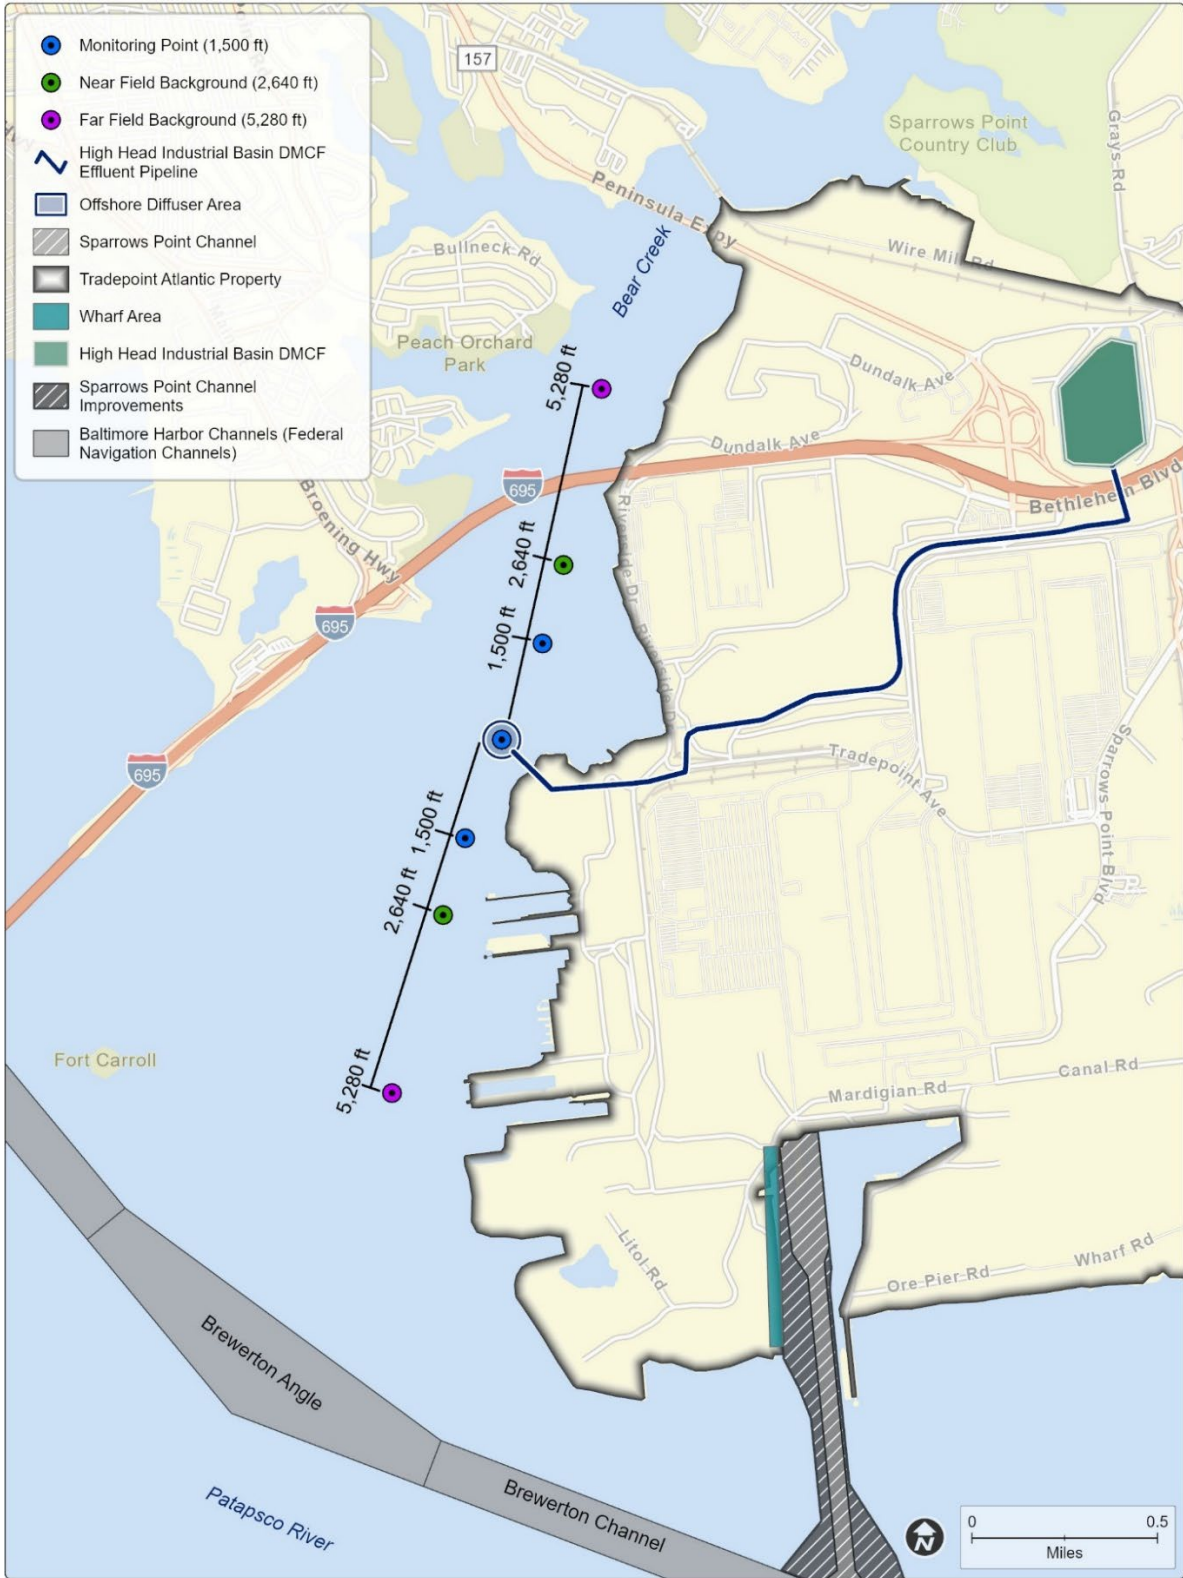 Monitoring Point (1,500 ft)
Near Field Background (2,640 ft)
Far Field Background (5,280 ft)
High Head Industrial Basin DMCF
Effluent Pipeline
Offshore Diffuser Area
Sparrows Point Channel
Tradepoint Atlantic Property
Wharf Area
High Head Industrial Basin DMCF
Sparrows Point Channel
Improvements
Baltimore Harbor Channels (Federal
Navigation Channels)
157
Sparrows Point
Country Club
Grays Rd
Peninsula Expy
Wire Mill Rd
Bullneck Rd
Bear Creek
Peach Orchard
Park
Dundalk Ave
5,280 ft
Dundalk Ave
695
Bethlehem Blvd
Broening Hwy
Riverside Dr
2,640 ft
695
1,500 ft
Riverside D
695
Tradepoint Ave
Sparrows Point Blvd
1,500 ft
2,640 ft
Fort Carroll
5,280 ft
Canal Rd
Mardigian Rd
Litol Rd
Wharf Rd
Ore Pier Rd
Brewerton Angle
Brewerton Channel
Patapsco River
N
0 0.5
Miles